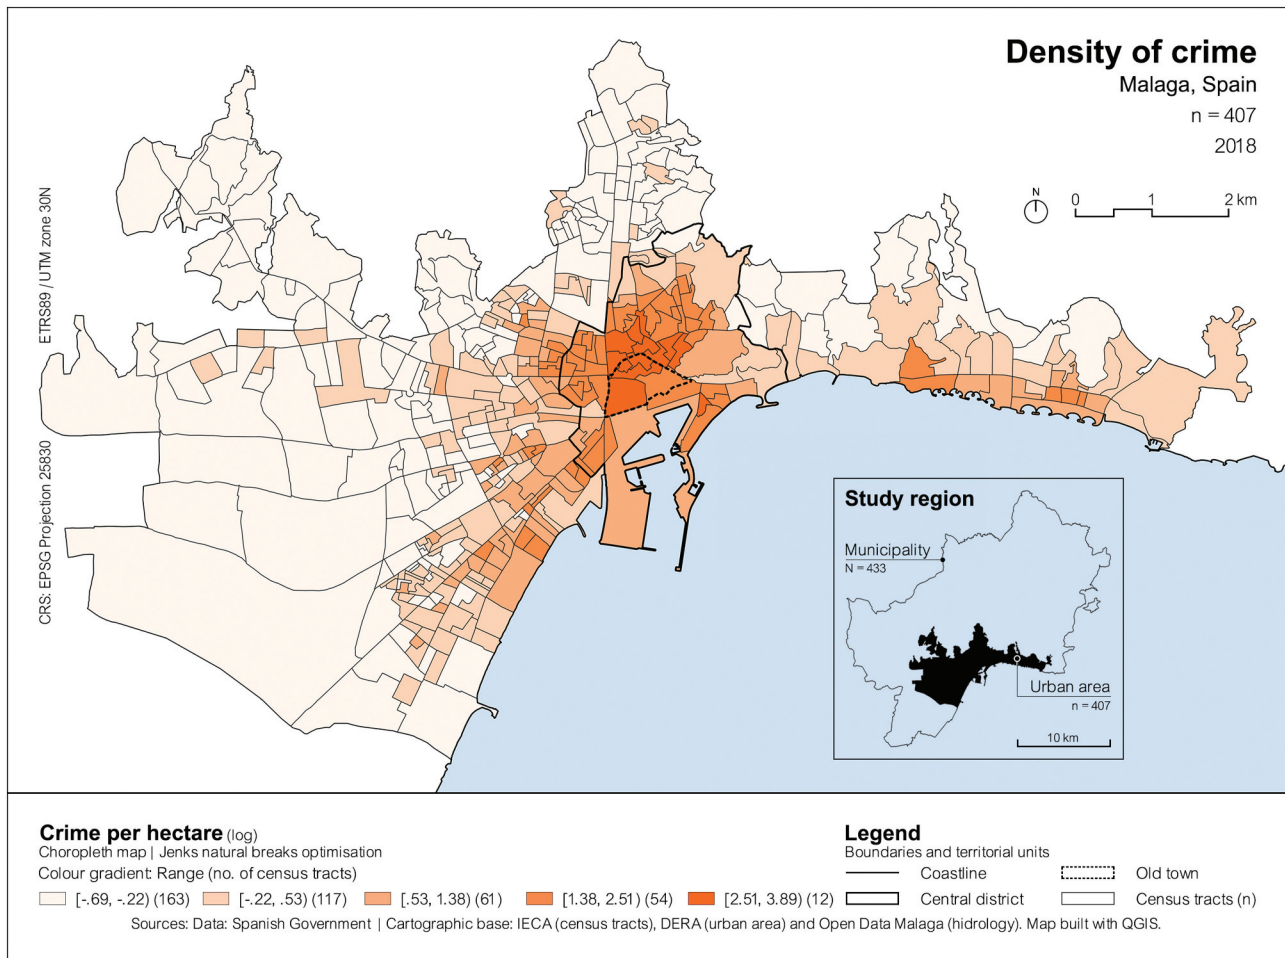 Density of crime
Malaga, Spain
n = 407
2018
N
0 1 2 km
ETRS89 / UTM zone 30N
CRS: EPSG Projection 25830
Study region
Municipality
N = 433
Urban area
n = 407
10 km
Crime per hectare (log)
Choropleth map | Jenks natural breaks optimisation
Colour gradient: Range (no. of census tracts)
[-.69, -.22) (163) [-.22, .53) (117) [.53, 1.38) (61) [1.38, 2.51) (54) [2.51, 3.89) (12)
Legend
Boundaries and territorial units
Coastline Old town
Central district Census tracts (n)
Sources: Data: Spanish Government | Cartographic base: IECA (census tracts), DERA (urban area) and Open Data Malaga (hidrology). Map built with QGIS.